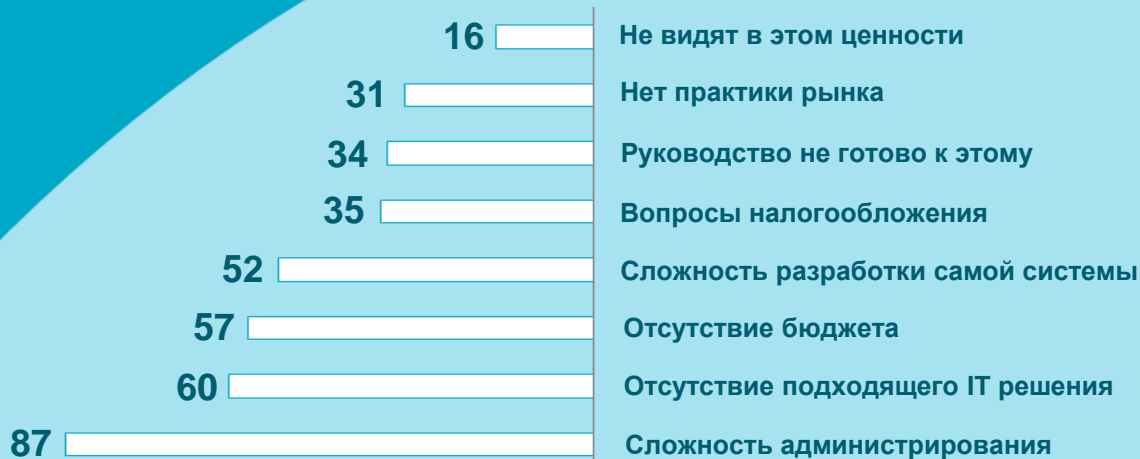 16 Не видят в этом ценности
31 Нет практики рынка
34 Руководство не готово к этому
35 Вопросы налогообложения
52 Сложность разработки самой системы
57 Отсутствие бюджета
60 Отсутствие подходящего IT решения
87 Сложность администрирования